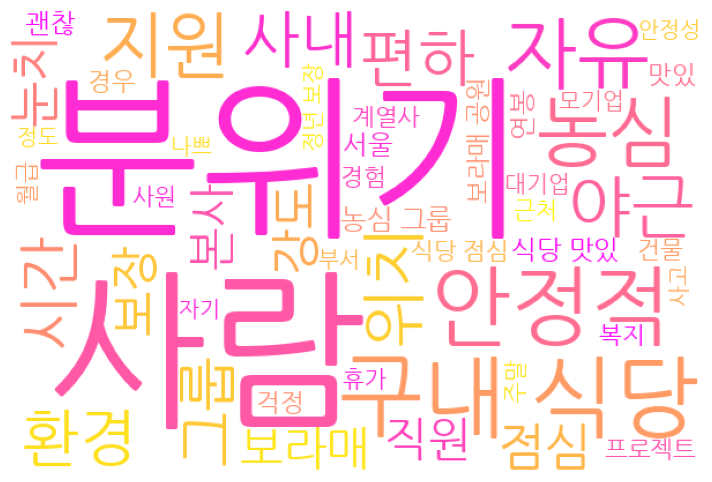 괜찮
지원
사내
편하
자유
안정성
눈치
경우
정년 보장
계열사
보라매 공원
연봉
모기업
맛있
정도
나쁘
분위기
서울
농심
월급
사원
본사
강도
경험
농심 그룹
대기업
근처
야근
시간
보장
부서
위치
식당 점심
식당 맛있
건물
사람
자기
안정적
사고
복지
그룹
걱정
휴가
구내 식당
주말
환경
보라매
직원
점심
프로젝트